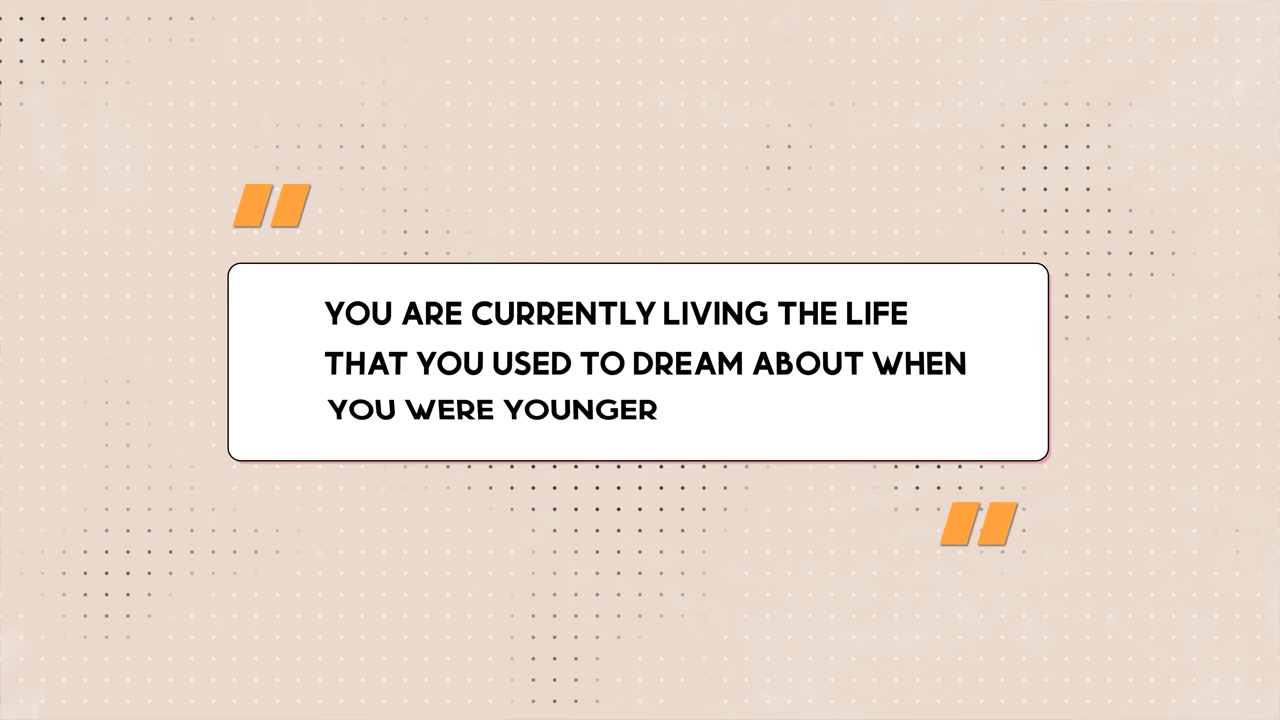 YOU ARE CURRENTLY LIVING THE LIFE
THAT YOU USED TO DREAM ABOUT WHEN
YOU WERE YOUNGER